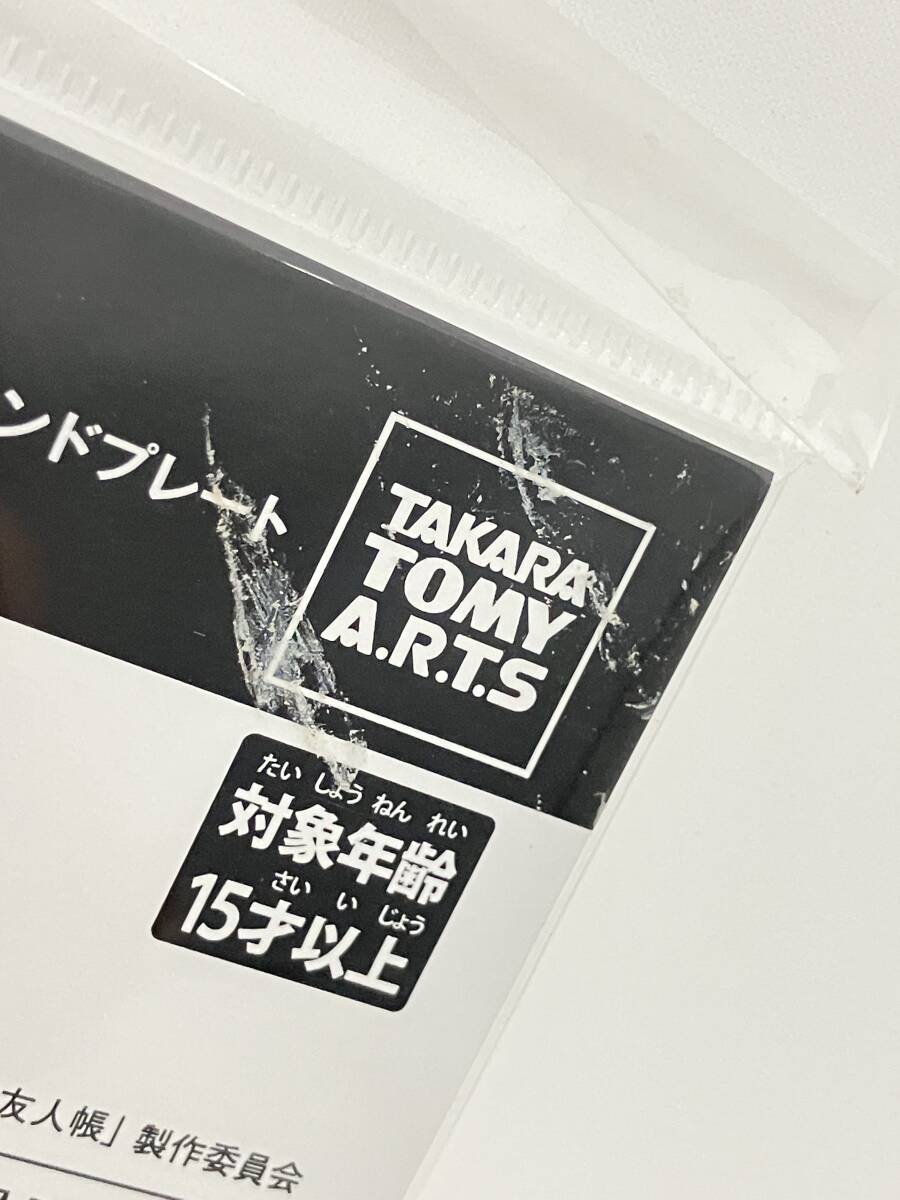 ンドプレート
TAKARA
TOMY
A.R.T.S
たい しょう ねん れい
対象年齢
さい い じょう
15才以上
友人帳」製作委員会